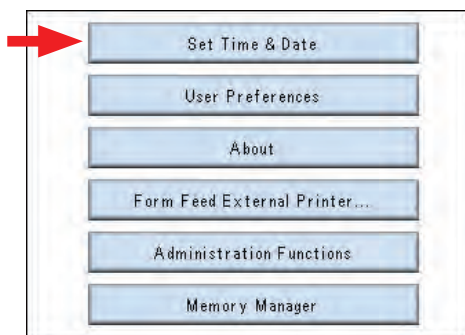 Set Time & Date
User Preferences
About
Form Feed External Printer...
Administration Functions
Memory Manager